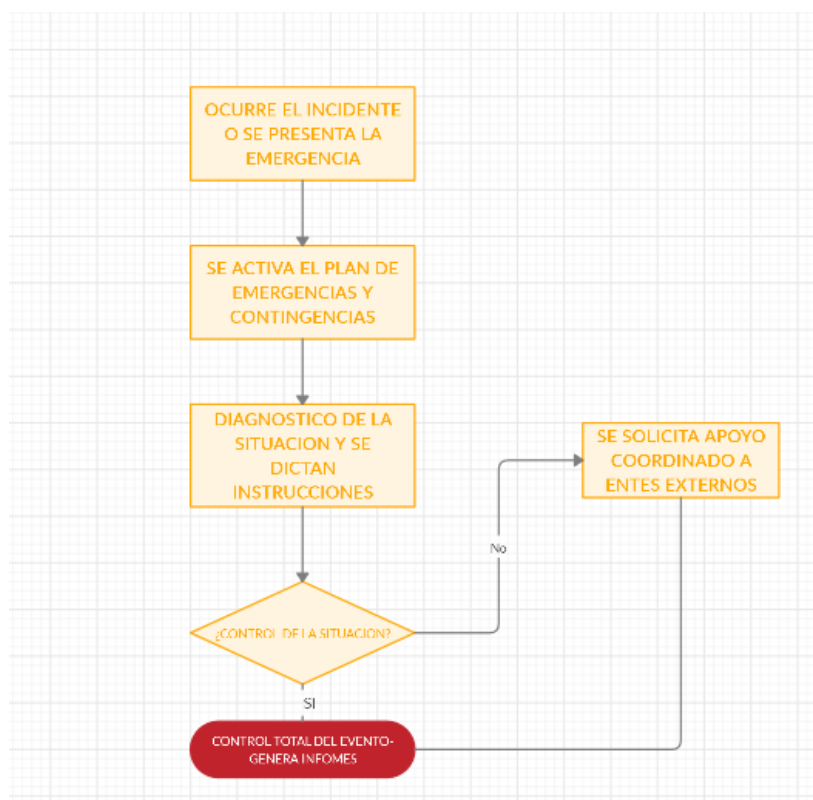 OCURRE EL INCIDENTE
O SE PRESENTA LA
EMERGENCIA
SE ACTIVA EL PLAN DE
EMERGENCIAS Y
CONTINGENCIAS
DIAGNOSTICO DE LA
SITUACION Y SE
DICTAN
INSTRUCCIONES
SE SOLICITA APOYO
COORDINADO A
ENTES EXTERNOS
No
¿CONTROL DE LA SITUACION?
SI
CONTROL TOTAL DEL EVENTO-
GENERA INFOMES